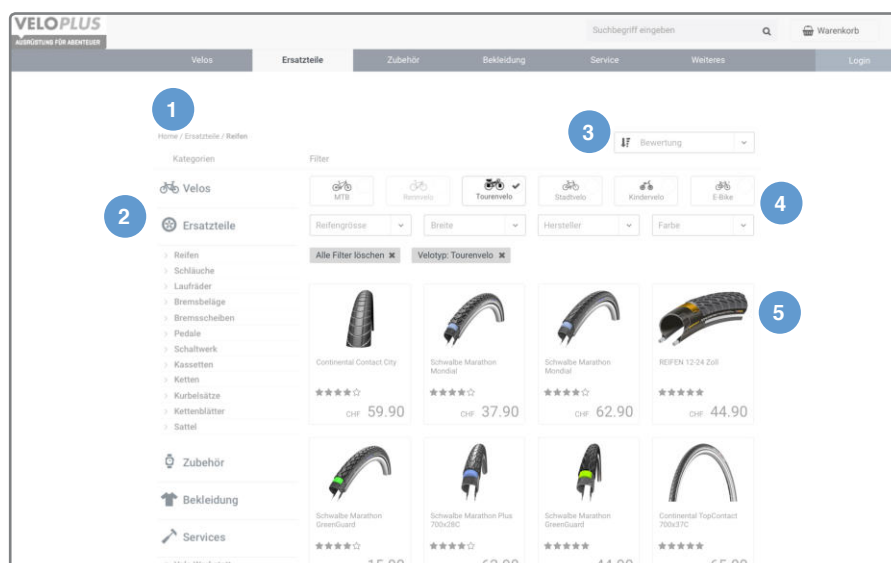 VELOPLUS
AUSRÜSTUNG FÜR ABENTEUER
Suchbegriff eingeben
Warenkorb
Velos Ersatzteile Zubehör Bekleidung Service Weiteres Login
1
3
Home / Ersatzteile / Reifen
Bewertung
Kategorien Filter
Velos
MTB Rennvelo Tourenvelo Stadtvelo Kindervelo E-Bike
4
2
Ersatzteile
Reifengrösse Breite Hersteller Farbe
Alle Filter löschen ✖ Velotyp: Tourenvelo ✖
> Reifen
> Schläuche
> Laufräder
> Bremsbeläge
> Bremsscheiben
> Pedale
> Schaltwerk
> Kassetten
> Ketten
> Kurbelsätze
> Kettenblätter
> Sattel
Zubehör
Bekleidung
Services
5
Continental Contact City
★★★★☆
CHF 59.90
Schwalbe Marathon
Mondial
★★★★☆
CHF 37.90
Schwalbe Marathon
Mondial
★★★★☆
CHF 62.90
REIFEN 12-24 Zoll
★★★★★
CHF 44.90
Schwalbe Marathon
GreenGuard
★★★★☆
Schwalbe Marathon Plus
700x28C
★★★★☆
Schwalbe Marathon
GreenGuard
★★★★★
Continental TopContact
700x37C
★★★★★